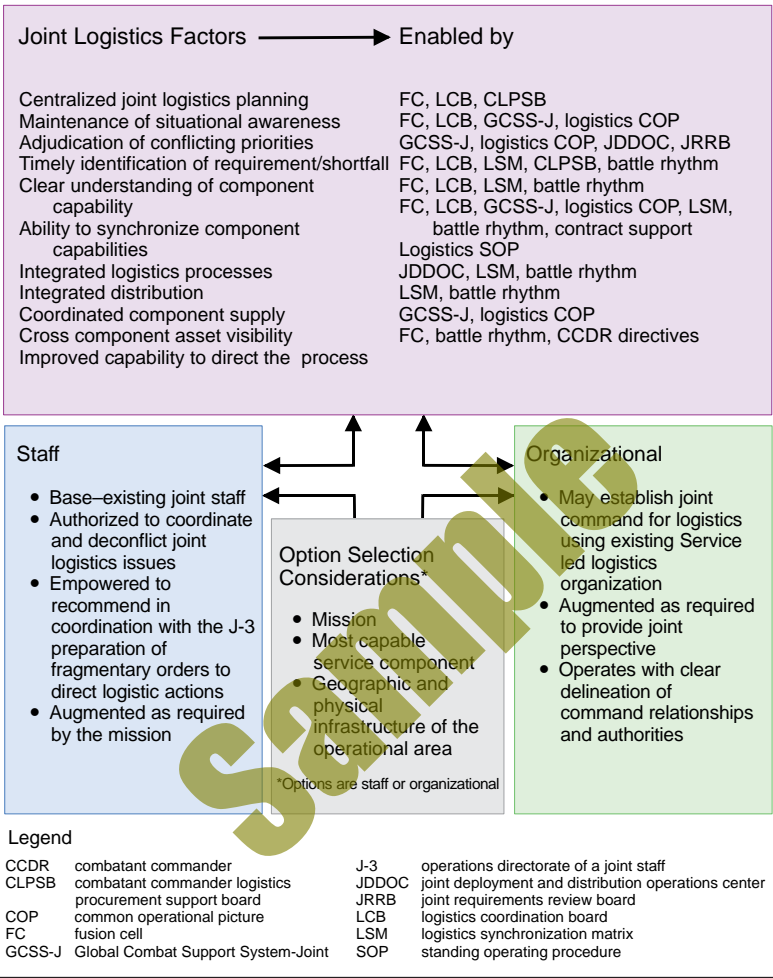 Joint Logistics Factors
Enabled by
Centralized joint logistics planning
Maintenance of situational awareness
Adjudication of conflicting priorities
Timely identification of requirement/shortfall
Clear understanding of component
capability
Ability to synchronize component
capabilities
Integrated logistics processes
Integrated distribution
Coordinated component supply
Cross component asset visibility
Improved capability to direct the process
FC, LCB, CLPSB
FC, LCB, GCSS-J, logistics COP
GCSS-J, logistics COP, JDDOC, JRRB
FC, LCB, LSM, CLPSB, battle rhythm
FC, LCB, LSM, battle rhythm
FC, LCB, GCSS-J, logistics COP, LSM,
battle rhythm, contract support
Logistics SOP
JDDOC, LSM, battle rhythm
LSM, battle rhythm
GCSS-J, logistics COP
FC, battle rhythm, CCDR directives
Staff
• Base–existing joint staff
• Authorized to coordinate
and deconflict joint
logistics issues
• Empowered to
recommend in
coordination with the J-3
preparation of
fragmentary orders to
direct logistic actions
• Augmented as required
by the mission
Option Selection
Considerations*
• Mission
• Most capable
service component
• Geographic and
physical
infrastructure of the
operational area
*Options are staff or organizational
Organizational
• May establish joint
command for logistics
using existing Service
led logistics
organization
• Augmented as required
to provide joint
perspective
• Operates with clear
delineation of
command relationships
and authorities
Sample
Legend
CCDR combatant commander
CLPSB combatant commander logistics
procurement support board
COP common operational picture
FC fusion cell
GCSS-J Global Combat Support System-Joint
J-3 operations directorate of a joint staff
JDDOC joint deployment and distribution operations center
JRRB joint requirements review board
LCB logistics coordination board
LSM logistics synchronization matrix
SOP standing operating procedure